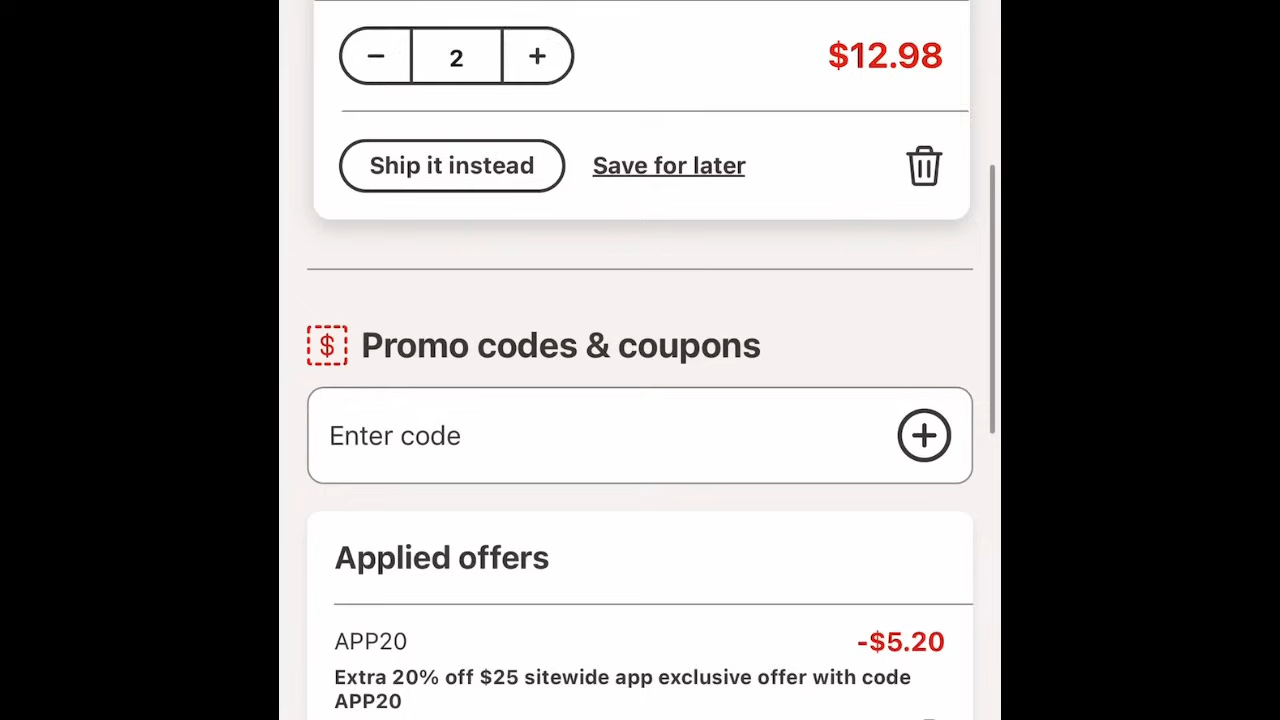 − 2 + $12.98
Ship it instead Save for later
$ Promo codes & coupons
Enter code
Applied offers
APP20 -$5.20
Extra 20% off $25 sitewide app exclusive offer with code
APP20